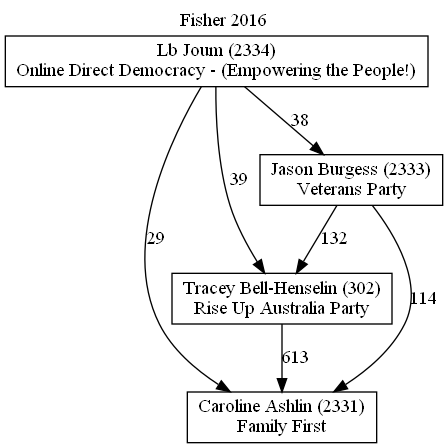 Fisher 2016
Lb Joum (2334)
Online Direct Democracy - (Empowering the People!)
38
Jason Burgess (2333)
Veterans Party
39
132
29
Tracey Bell-Henselin (302)
Rise Up Australia Party
114
613
Caroline Ashlin (2331)
Family First